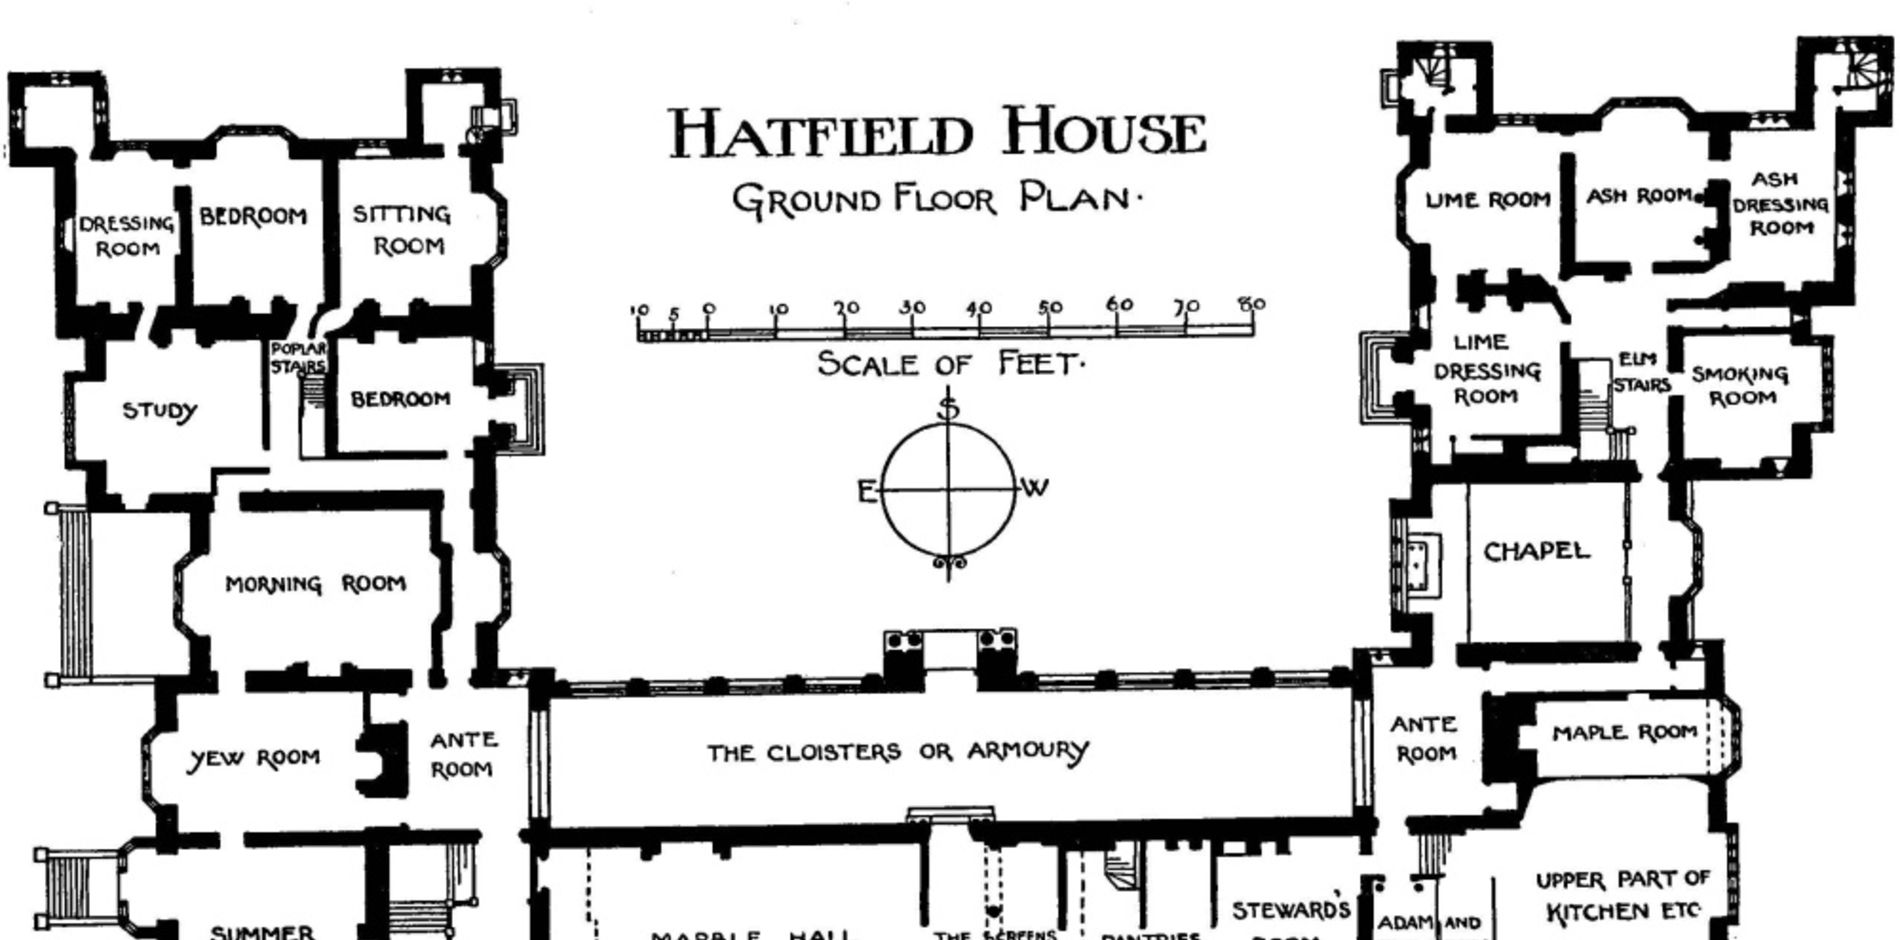 HATFIELD HOUSE
GROUND FLOOR PLAN.
10 5 0 10 20 30 40 50 60 70 80
SCALE OF FEET.
S
E W
DRESSING
ROOM
BEDROOM
SITTING
ROOM
POPLAR
STAIRS
STUDY
BEDROOM
MORNING ROOM
YEW ROOM
ANTE
ROOM
SUMMER
THE CLOISTERS OR ARMOURY
MARBLE HALL
THE SCREENS
PANTRIES
STEWARD'S
ROOM
LIME ROOM
ASH ROOM
ASH
DRESSING
ROOM
LIME
DRESSING
ROOM
ELM
STAIRS
SMOKING
ROOM
CHAPEL
ANTE
ROOM
MAPLE ROOM
ADAM AND
UPPER PART OF
KITCHEN ETC